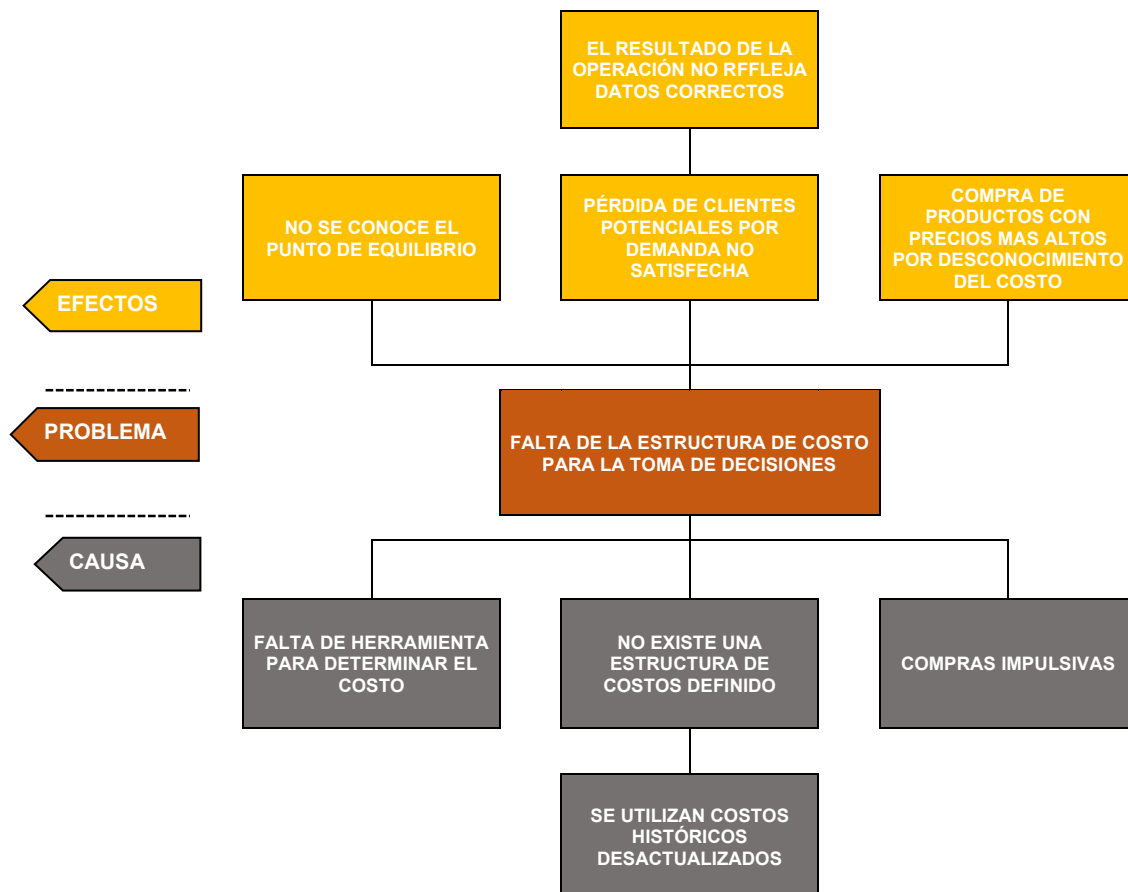 EL RESULTADO DE LA
OPERACIÓN NO RFFLEJA
DATOS CORRECTOS
NO SE CONOCE EL
PUNTO DE EQUILIBRIO
PÉRDIDA DE CLIENTES
POTENCIALES POR
DEMANDA NO
SATISFECHA
COMPRA DE
PRODUCTOS CON
PRECIOS MAS ALTOS
POR DESCONOCIMIENTO
DEL COSTO
EFECTOS
PROBLEMA
FALTA DE LA ESTRUCTURA DE COSTO
PARA LA TOMA DE DECISIONES
CAUSA
FALTA DE HERRAMIENTA
PARA DETERMINAR EL
COSTO
NO EXISTE UNA
ESTRUCTURA DE
COSTOS DEFINIDO
COMPRAS IMPULSIVAS
SE UTILIZAN COSTOS
HISTÓRICOS
DESACTUALIZADOS